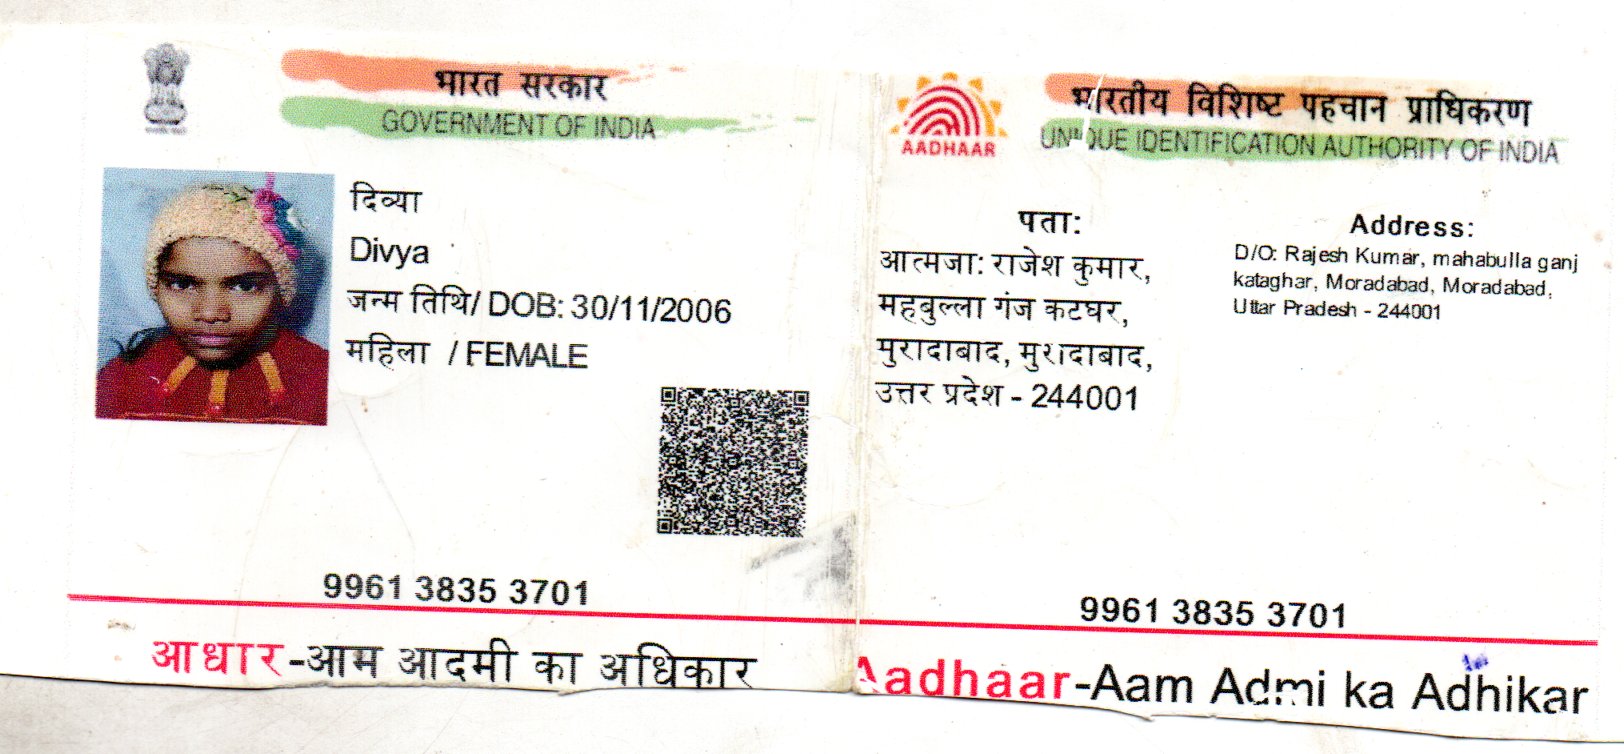 भारत सरकार
GOVERNMENT OF INDIA
दिव्या
Divya
जन्म तिथि/ DOB: 30/11/2006
महिला / FEMALE
9961 3835 3701
आधार-आम आदमी का अधिकार
AADHAAR
भारतीय विशिष्ट पहचान प्राधिकरण
UNIQUE IDENTIFICATION AUTHORITY OF INDIA
पता:
आत्मजा: राजेश कुमार,
महबुल्ला गंज कटघर,
मुरादाबाद, मुरादाबाद,
उत्तर प्रदेश - 244001
Address:
D/O: Rajesh Kumar, mahabulla ganj
kataghar, Moradabad, Moradabad,
Uttar Pradesh - 244001
9961 3835 3701
Aadhaar-Aam Admi ka Adhikar